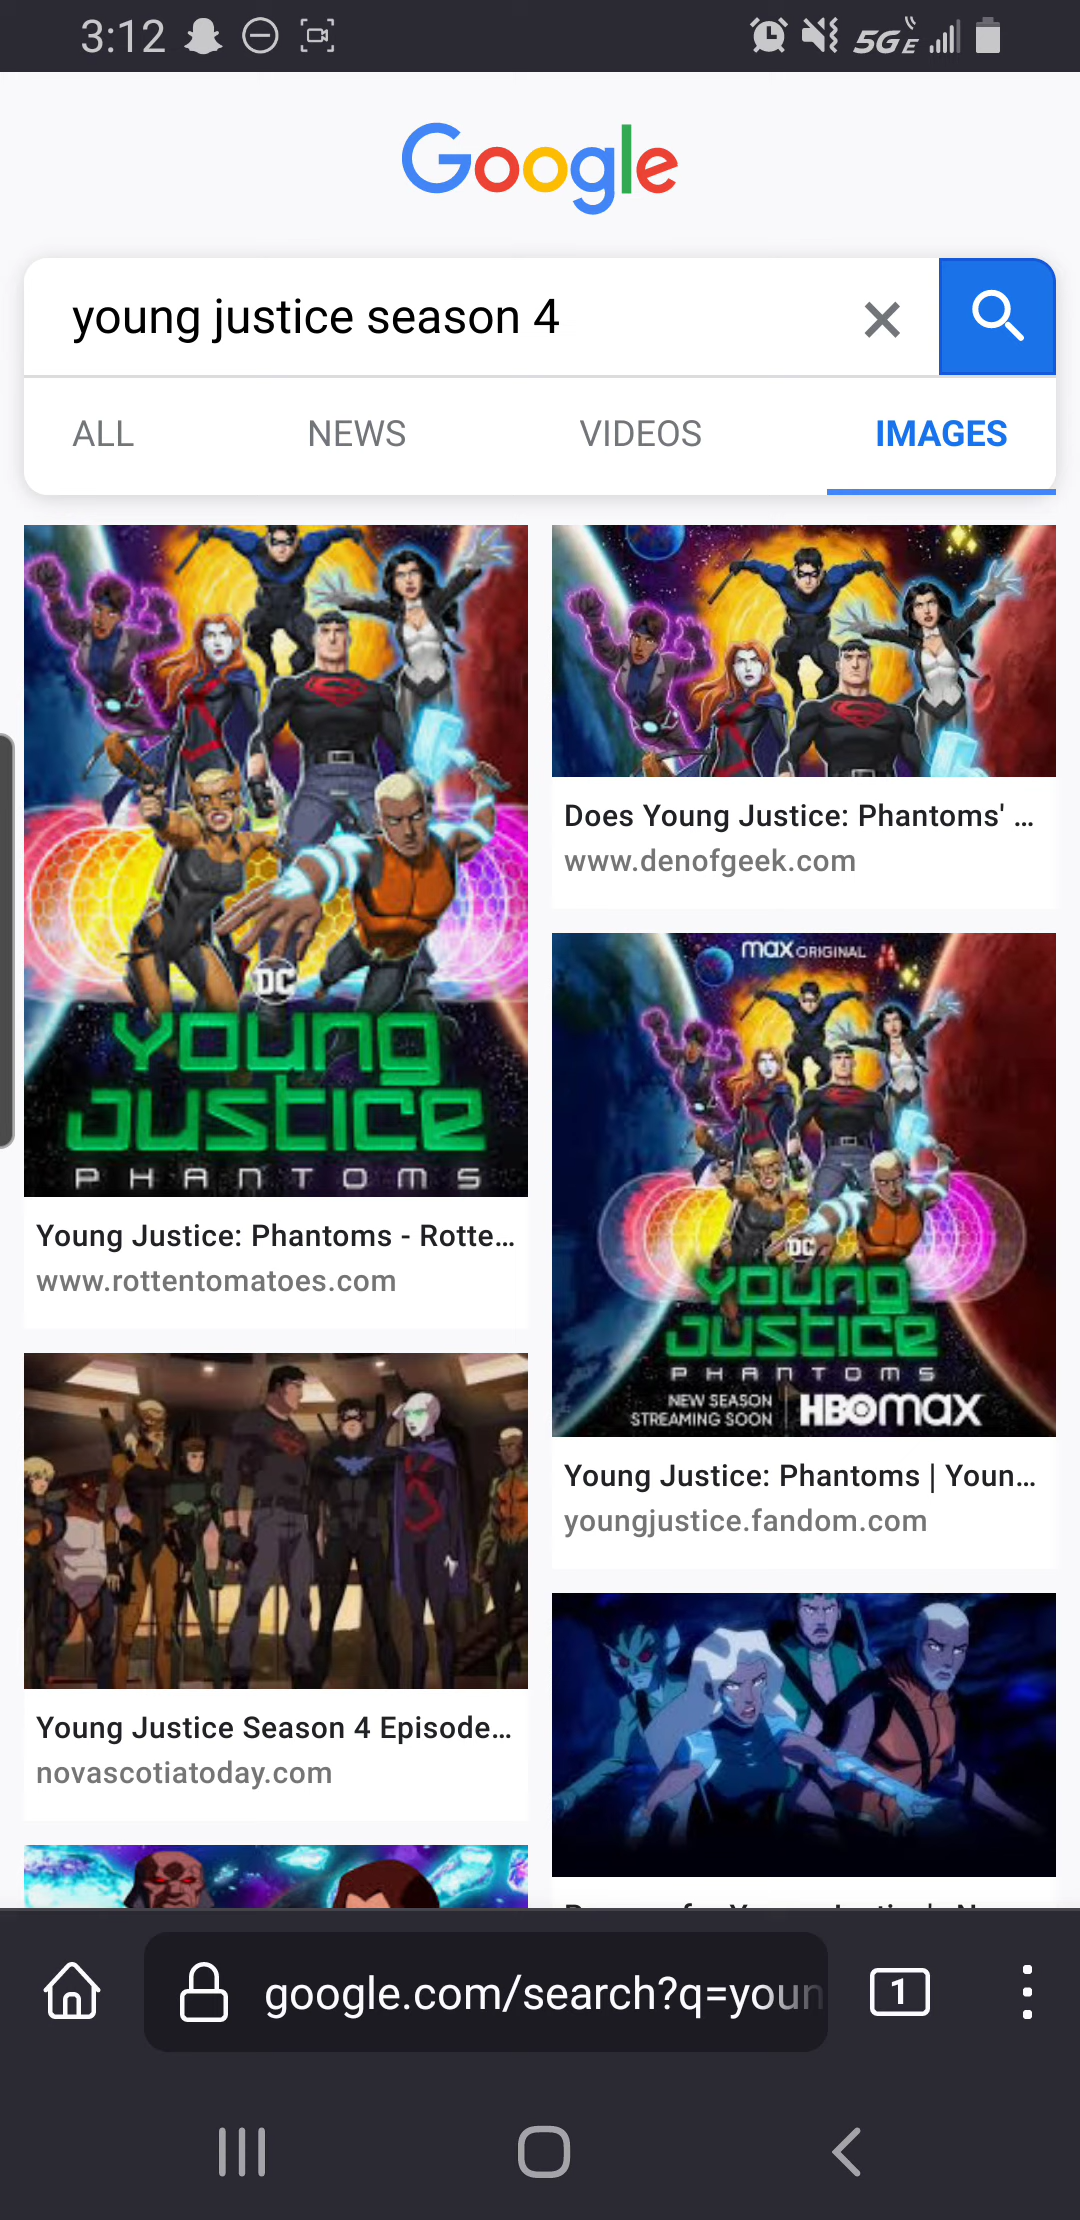 3:12
5GE
Google
young justice season 4
ALL
NEWS
VIDEOS
IMAGES
DC
Young
Justice
PHANTOMS
Young Justice: Phantoms - Rotte...
www.rottentomatoes.com
Does Young Justice: Phantoms' ...
www.denofgeek.com
max ORIGINAL
DC
Young
Justice
PHANTOMS
NEW SEASON
STREAMING SOON
HBOmax
Young Justice: Phantoms | Youn...
youngjustice.fandom.com
Young Justice Season 4 Episode...
novascotiatoday.com
google.com/search?q=youn
1